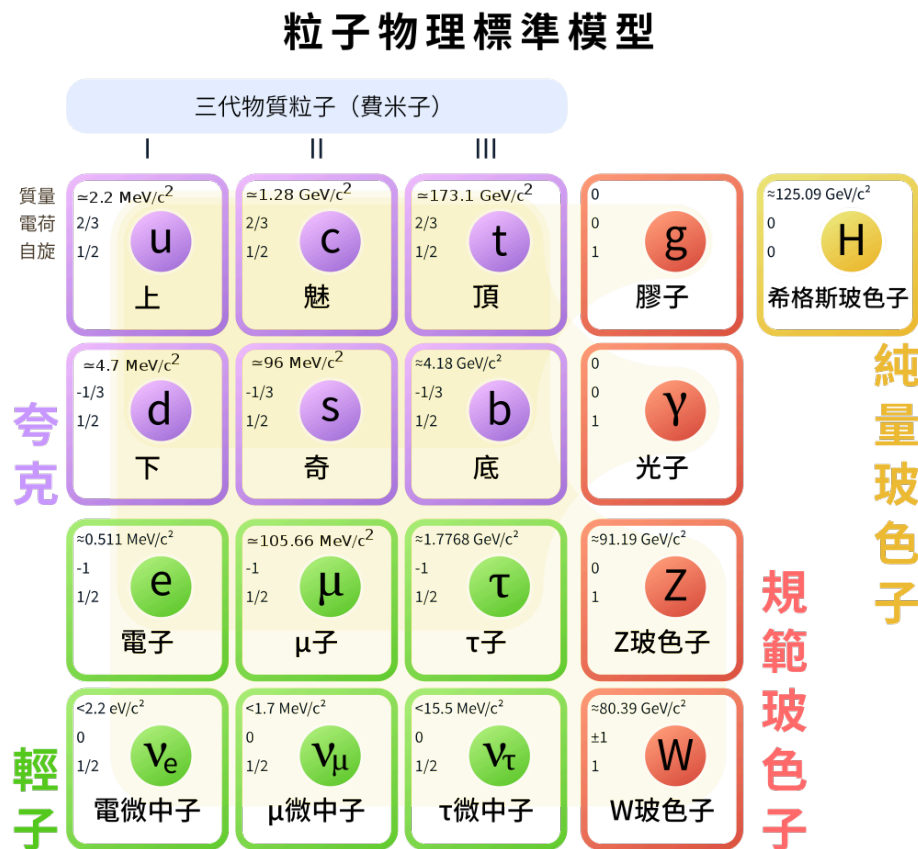 粒子物理標準模型
三代物質粒子（費米子）
I
II
III
質量
電荷
自旋
≃2.2 MeV/c²
2/3
1/2
u
上
≃1.28 GeV/c²
2/3
1/2
c
魅
≃173.1 GeV/c²
2/3
1/2
t
頂
0
0
1
g
膠子
≈125.09 GeV/c²
0
0
H
希格斯玻色子
≃4.7 MeV/c²
-1/3
1/2
d
下
≃96 MeV/c²
-1/3
1/2
s
奇
≈4.18 GeV/c²
-1/3
1/2
b
底
0
0
1
γ
光子
夸克
純量玻色子
≈0.511 MeV/c²
-1
1/2
e
電子
≃105.66 MeV/c²
-1
1/2
μ
μ子
≈1.7768 GeV/c²
-1
1/2
τ
τ子
≈91.19 GeV/c²
0
1
Z
Z玻色子
規範玻色子
<2.2 eV/c²
0
1/2
νe
電微中子
<1.7 MeV/c²
0
1/2
νμ
μ微中子
<15.5 MeV/c²
0
1/2
ντ
τ微中子
≈80.39 GeV/c²
±1
1
W
W玻色子
輕子